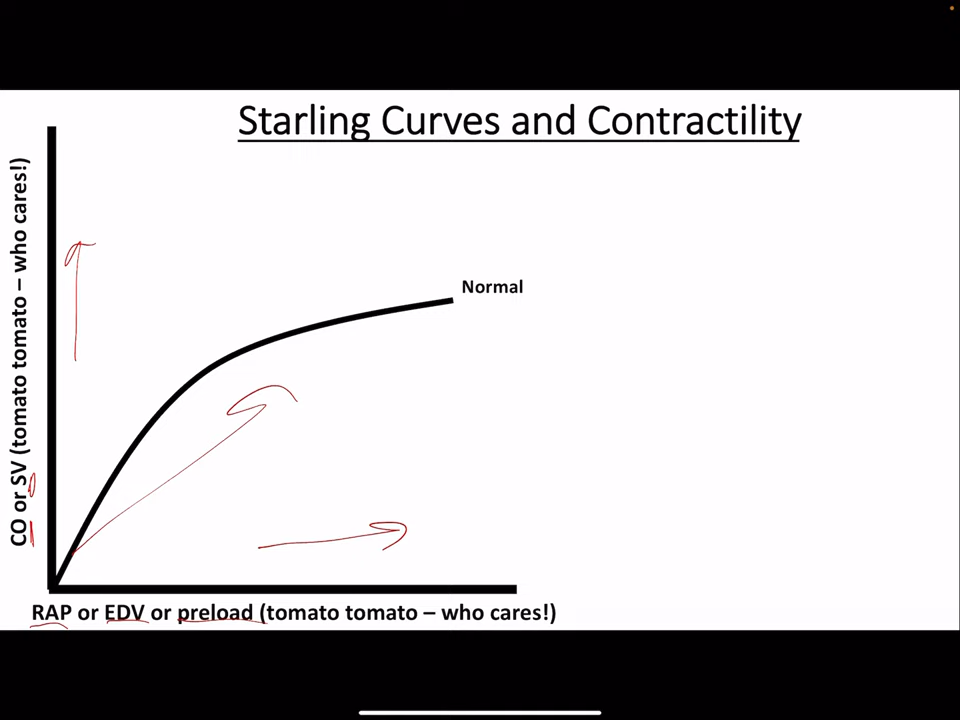 Starling Curves and Contractility
CO or SV (tomato tomato – who cares!)
Normal
RAP or EDV or preload (tomato tomato – who cares!)